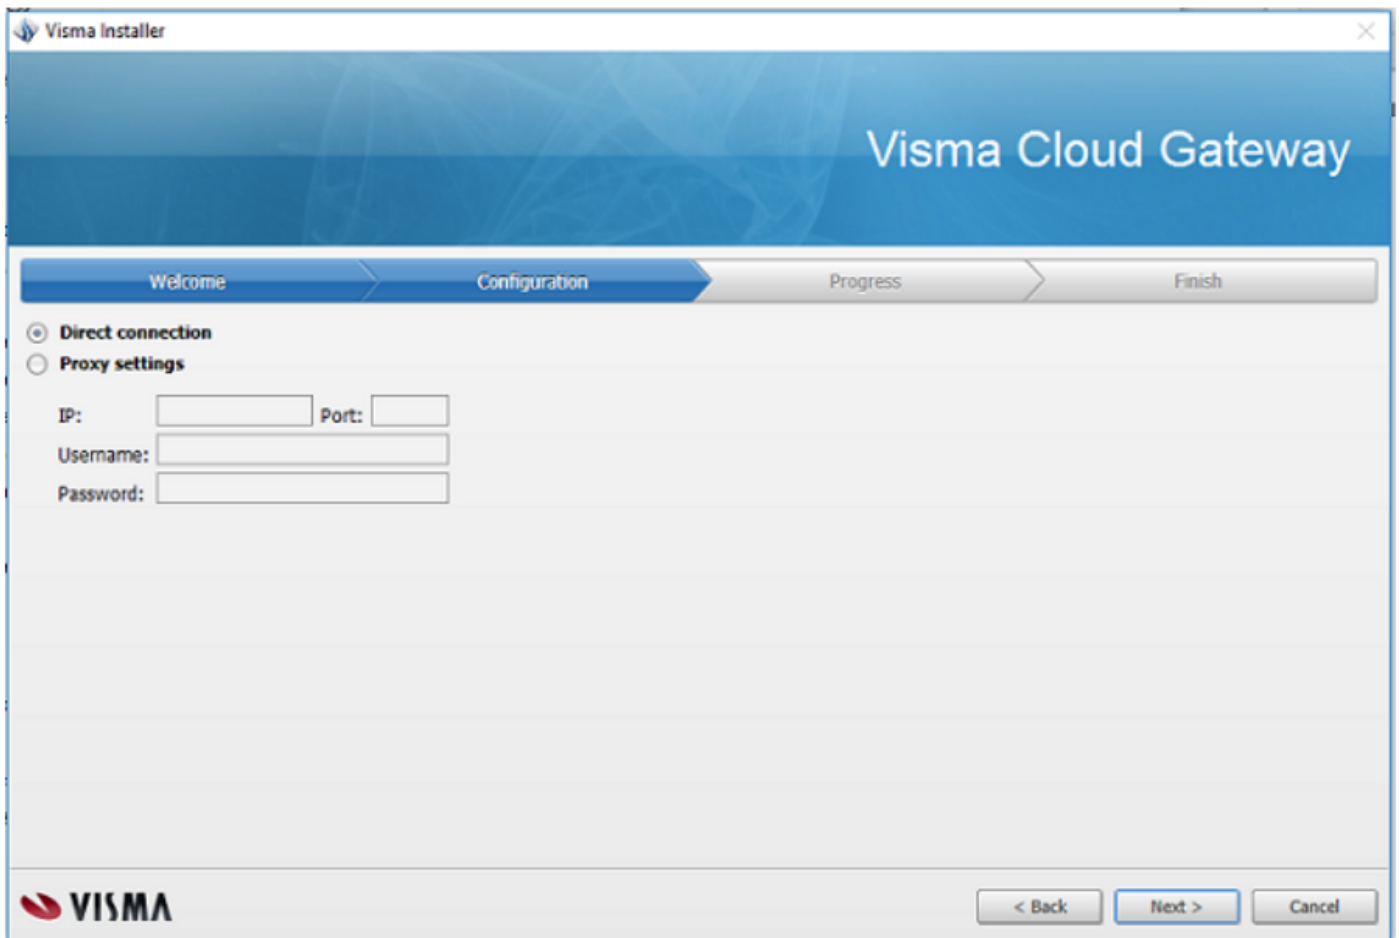 Visma Installer
Visma Cloud Gateway
Welcome Configuration Progress Finish
Direct connection
Proxy settings
IP: Port:
Username:
Password:
VISMA < Back Next > Cancel